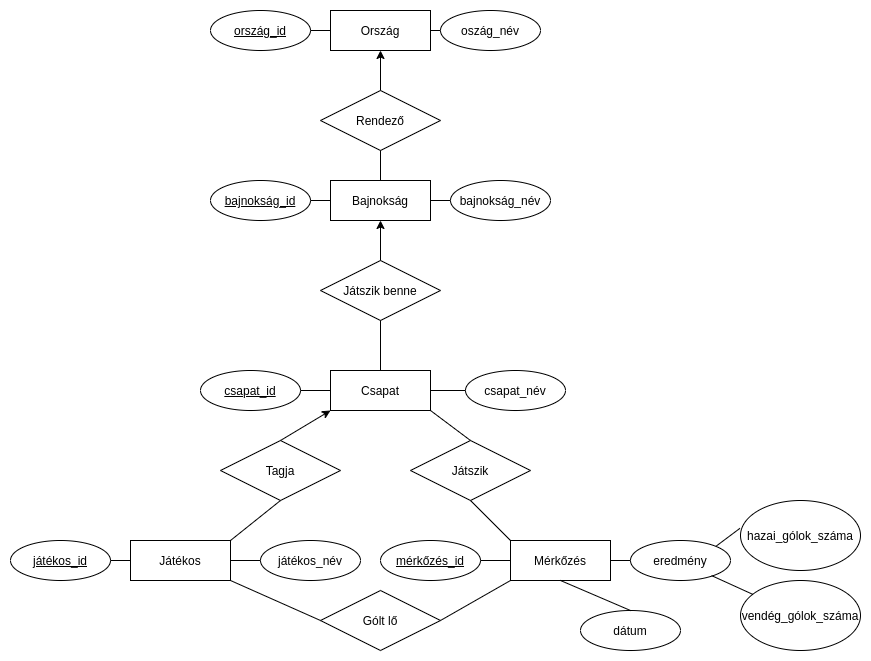 ország_id
Ország
oszág_név
Rendező
bajnokság_id
Bajnokság
bajnokság_név
Játszik benne
csapat_id
Csapat
csapat_név
Tagja
Játszik
játékos_id
Játékos
játékos_név
mérkőzés_id
Mérkőzés
eredmény
hazai_gólok_száma
vendég_gólok_száma
Gólt lő
dátum